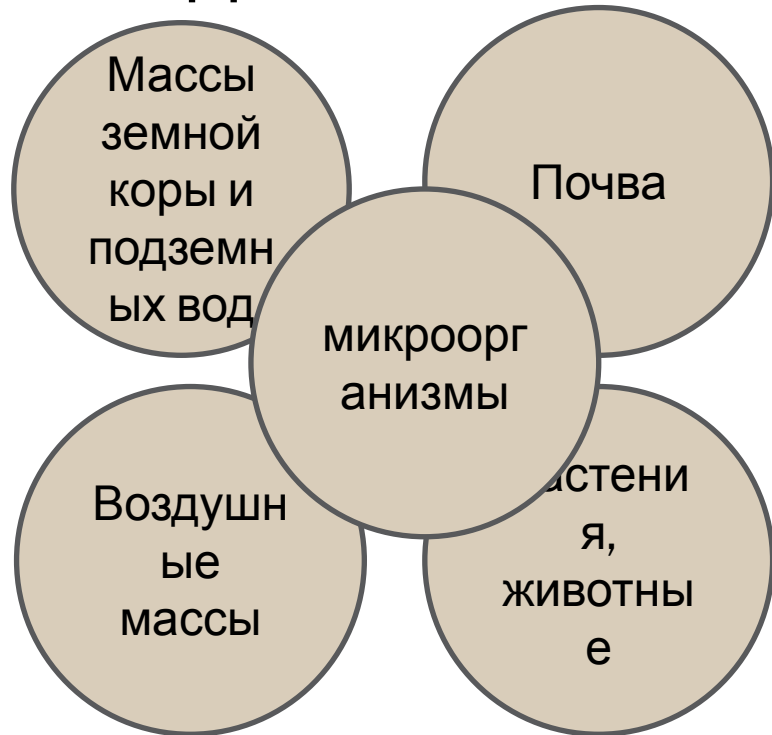 Массы
земной
коры и
подземн
ых вод
Почва
микроорг
анизмы
Воздушн
ые
массы
астени
я,
животны
е